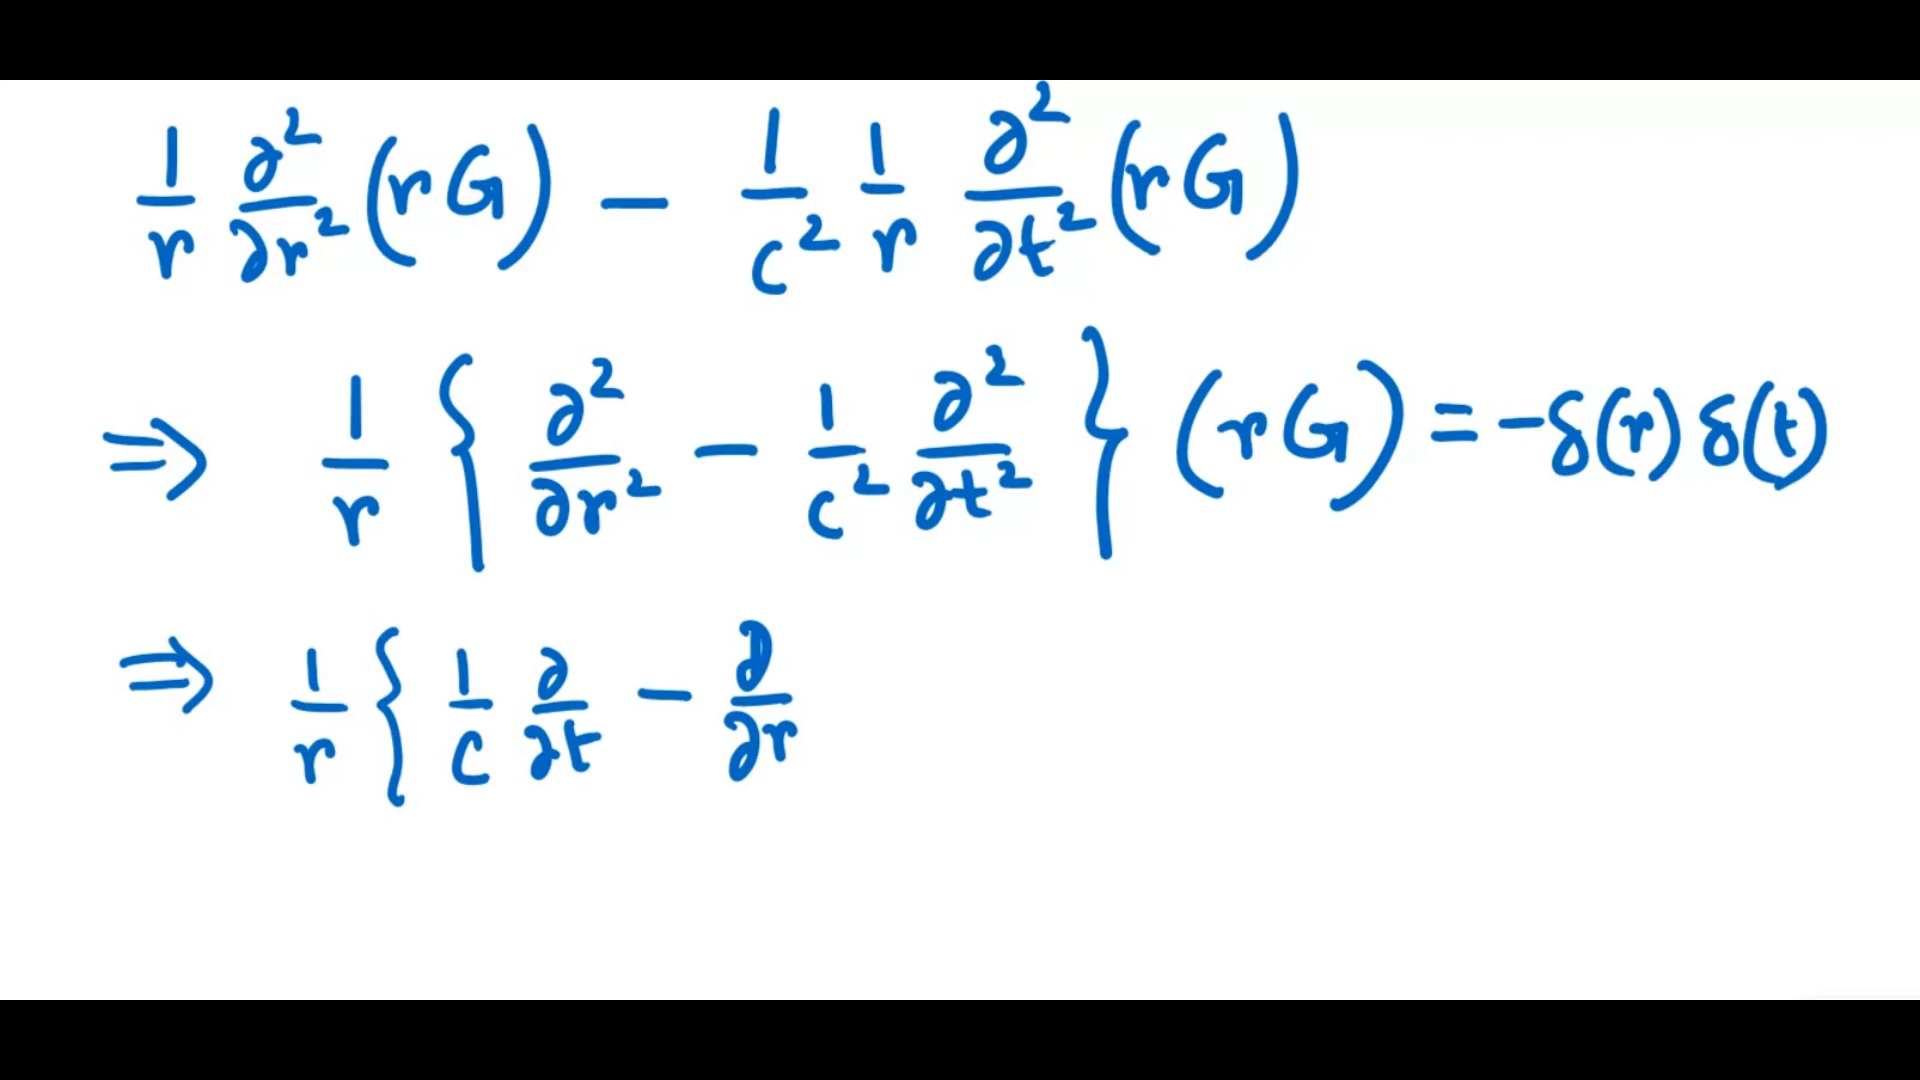 1/r ∂²/∂r² (rG) − 1/c² 1/r ∂²/∂t² (rG)
⇒ 1/r { ∂²/∂r² − 1/c² ∂²/∂t² } (rG) = −δ(r) δ(t)
⇒ 1/r { 1/c ∂/∂t − ∂/∂r